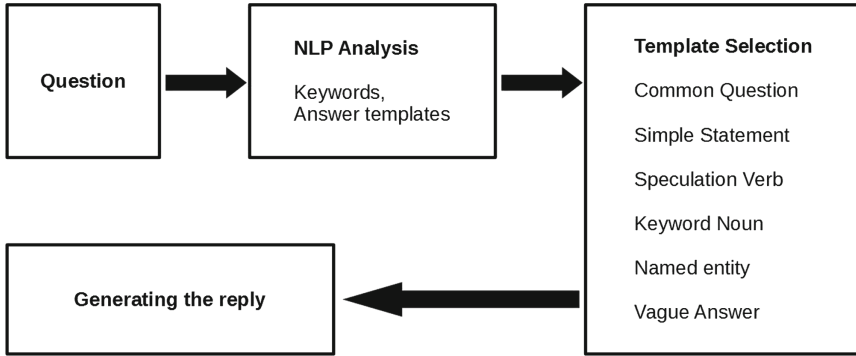 Question
NLP Analysis
Keywords,
Answer templates
Template Selection
Common Question
Simple Statement
Speculation Verb
Keyword Noun
Named entity
Vague Answer
Generating the reply